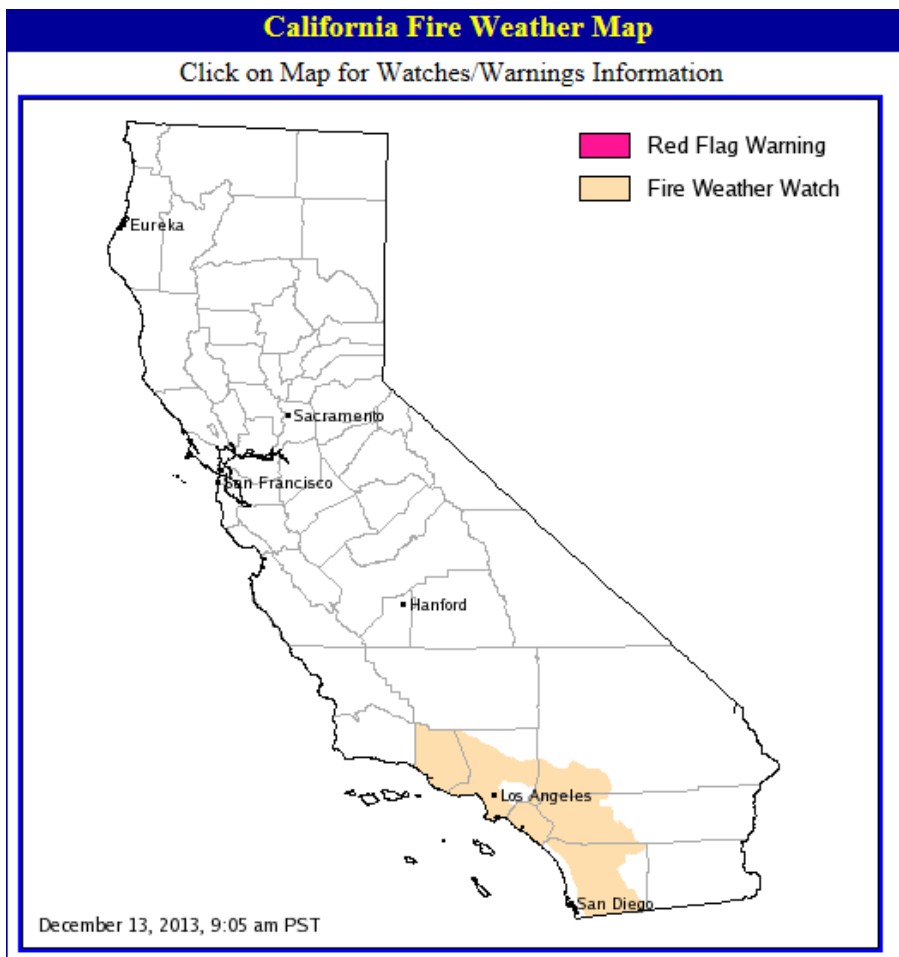 California Fire Weather Map
Click on Map for Watches/Warnings Information
Red Flag Warning
Fire Weather Watch
Eureka
Sacramento
San Francisco
Hanford
Los Angeles
San Diego
December 13, 2013, 9:05 am PST